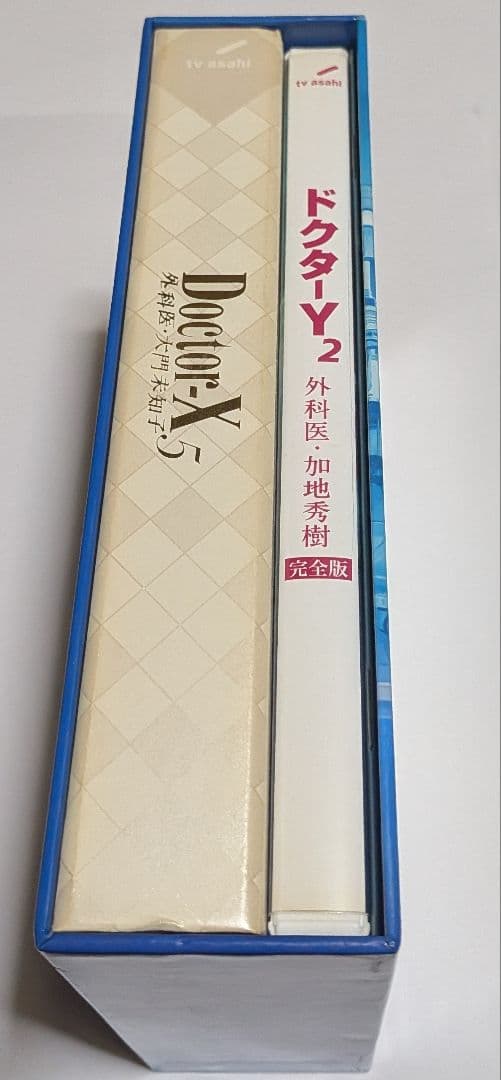 tv asahi
Doctor-X 5
外科医・大門未知子
tv asahi
ドクターY2
外科医・加地秀樹
完全版